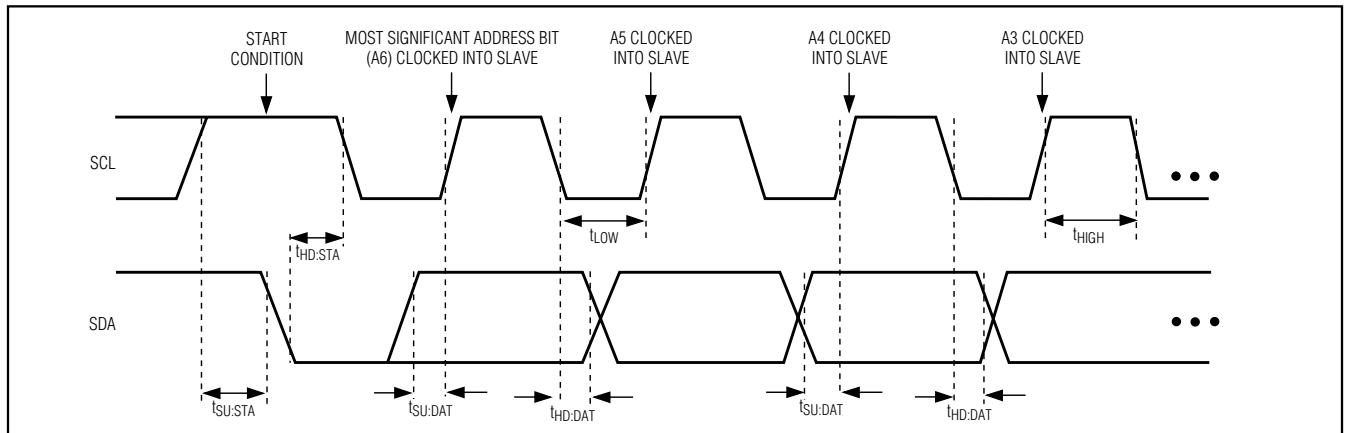 START
CONDITION
MOST SIGNIFICANT ADDRESS BIT
(A6) CLOCKED INTO SLAVE
A5 CLOCKED
INTO SLAVE
A4 CLOCKED
INTO SLAVE
A3 CLOCKED
INTO SLAVE
SCL
tHD:STA
tLOW
tHIGH
SDA
tSU:STA
tSU:DAT
tHD:DAT
tSU:DAT
tHD:DAT